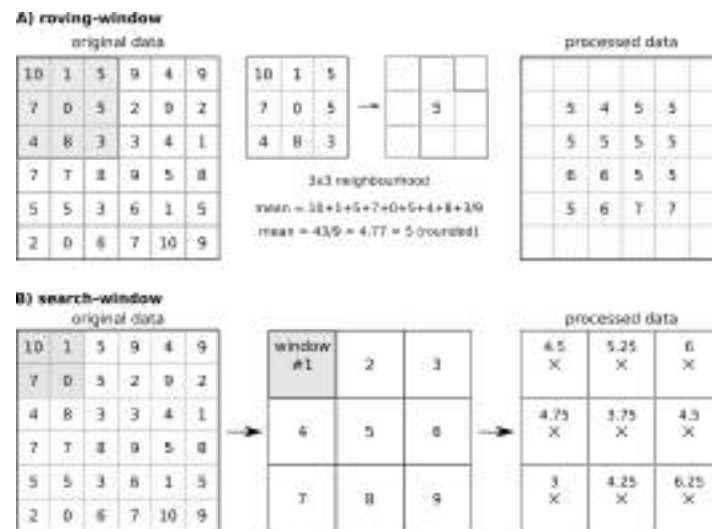 A) roving-window
original data
processed data
10 1 5 9 4 9
10 1 5
7 0 5 2 9 2
7 0 5
5
5 4 5 5
4 8 3 3 4 1
4 8 3
5 5 5 5
7 7 8 9 5 8
3x3 neighbourhood
6 6 5 5
5 5 3 6 1 5
mean = 10+1+5+7+0+5+4+8+3/9
5 6 7 7
2 0 6 7 10 9
mean = 43/9 = 4.77 = 5 (rounded)
B) search-window
original data
processed data
10 1 5 9 4 9
7 0 5 2 9 2
4 8 3 3 4 1
7 7 8 9 5 8
5 5 3 6 1 5
2 0 6 7 10 9
window
#1 2 3
4 5 6
7 8 9
4.5 5.25 6
4.75 3.75 4.5
3 4.25 6.25